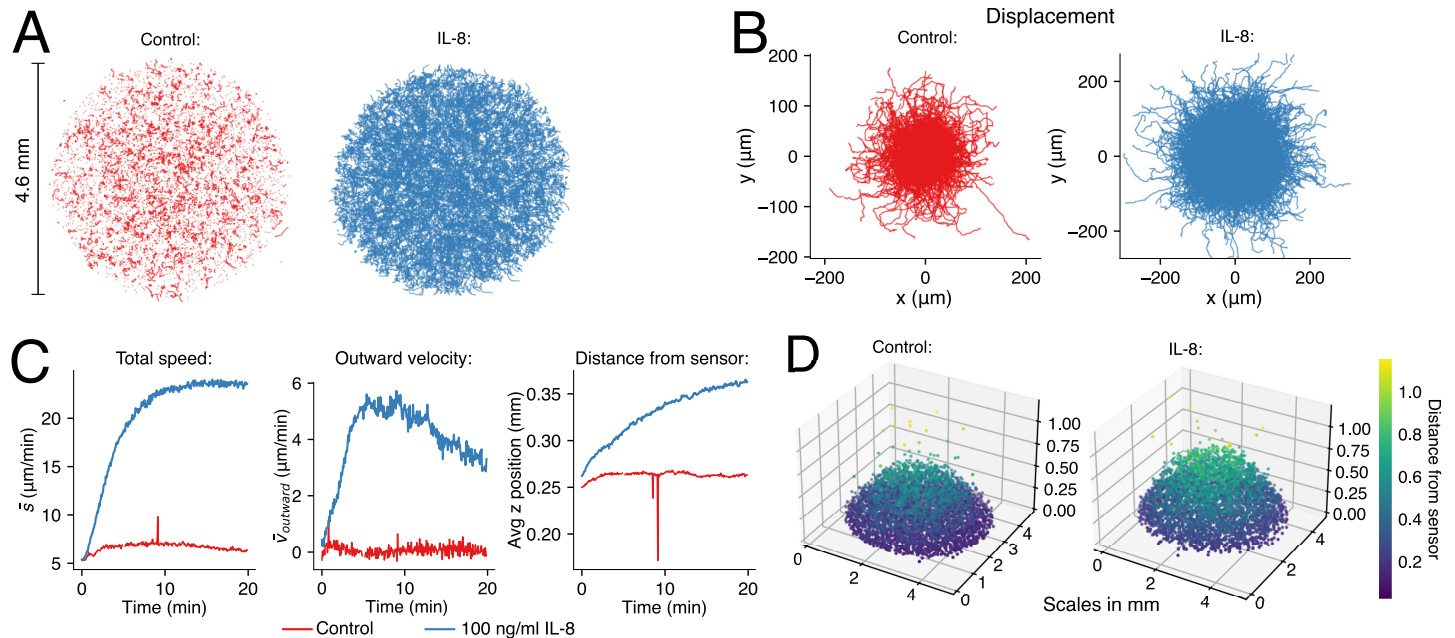 A
Control:
IL-8:
4.6 mm
B
Displacement
Control:
IL-8:
200
100
0
−100
−200
y (µm)
−200
0
200
x (µm)
200
0
−200
y (µm)
−200
0
200
x (µm)
C
Total speed:
Outward velocity:
Distance from sensor:
20
15
10
5
s̄ (µm/min)
0
10
20
Time (min)
6
4
2
0
v̄outward (µm/min)
0
10
20
Time (min)
0.35
0.30
0.25
0.20
Avg z position (mm)
0
10
20
Time (min)
Control
100 ng/ml IL-8
D
Control:
IL-8:
1.00
0.75
0.50
0.25
0.00
0
2
4
0
1
2
3
4
1.00
0.75
0.50
0.25
0.00
0
2
4
0
2
4
Scales in mm
1.0
0.8
0.6
0.4
0.2
Distance from sensor